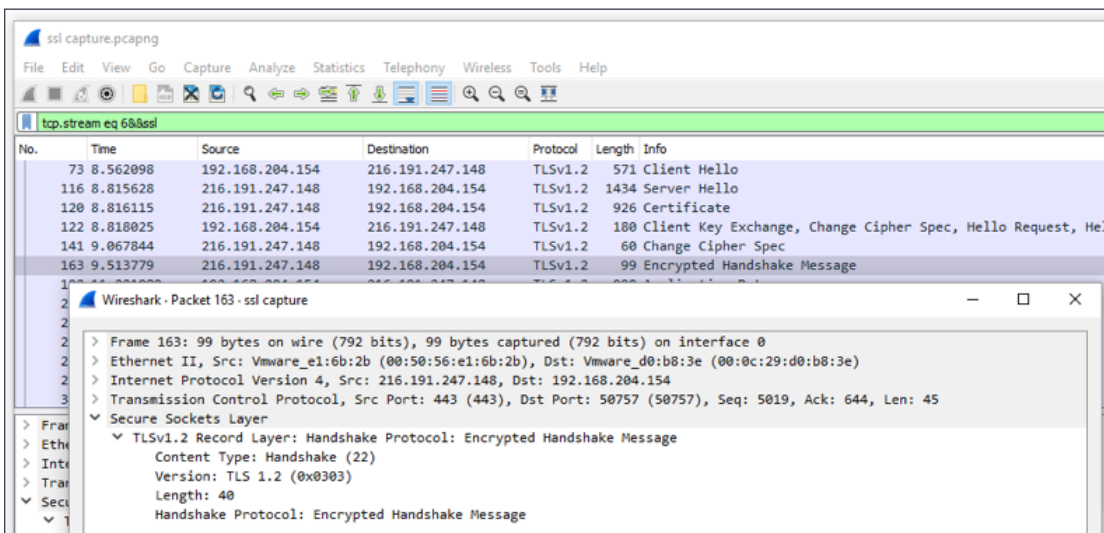 ssl capture.pcapng
File Edit View Go Capture Analyze Statistics Telephony Wireless Tools Help
tcp.stream eq 6&&ssl
No. Time Source Destination Protocol Length Info
73 8.562098 192.168.204.154 216.191.247.148 TLSv1.2 571 Client Hello
116 8.815628 216.191.247.148 192.168.204.154 TLSv1.2 1434 Server Hello
120 8.816115 216.191.247.148 192.168.204.154 TLSv1.2 926 Certificate
122 8.818025 192.168.204.154 216.191.247.148 TLSv1.2 180 Client Key Exchange, Change Cipher Spec, Hello Request, Hel
141 9.067844 216.191.247.148 192.168.204.154 TLSv1.2 60 Change Cipher Spec
163 9.513779 216.191.247.148 192.168.204.154 TLSv1.2 99 Encrypted Handshake Message
Wireshark · Packet 163 · ssl capture
Frame 163: 99 bytes on wire (792 bits), 99 bytes captured (792 bits) on interface 0
Ethernet II, Src: Vmware_e1:6b:2b (00:50:56:e1:6b:2b), Dst: Vmware_d0:b8:3e (00:0c:29:d0:b8:3e)
Internet Protocol Version 4, Src: 216.191.247.148, Dst: 192.168.204.154
Transmission Control Protocol, Src Port: 443 (443), Dst Port: 50757 (50757), Seq: 5019, Ack: 644, Len: 45
Secure Sockets Layer
TLSv1.2 Record Layer: Handshake Protocol: Encrypted Handshake Message
Content Type: Handshake (22)
Version: TLS 1.2 (0x0303)
Length: 40
Handshake Protocol: Encrypted Handshake Message
Fran
Ethe
Inte
Tran
Secu